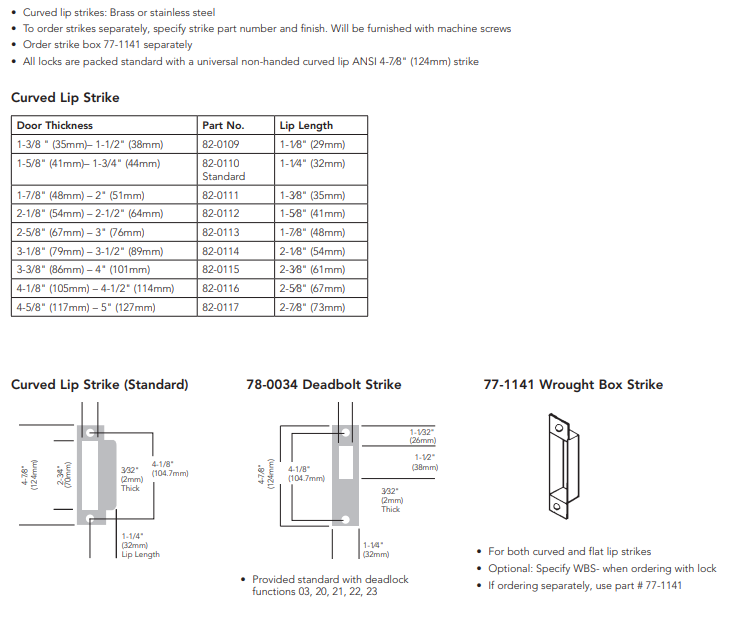 • Curved lip strikes: Brass or stainless steel
• To order strikes separately, specify strike part number and finish. Will be furnished with machine screws
• Order strike box 77-1141 separately
• All locks are packed standard with a universal non-handed curved lip ANSI 4-7⁄8" (124mm) strike
Curved Lip Strike
Door Thickness Part No. Lip Length
1-3/8 " (35mm)– 1-1/2" (38mm) 82-0109 1-1⁄8" (29mm)
1-5/8" (41mm)– 1-3/4" (44mm) 82-0110 1-1⁄4" (32mm)
Standard
1-7/8" (48mm) – 2" (51mm) 82-0111 1-3⁄8" (35mm)
2-1/8" (54mm) – 2-1/2" (64mm) 82-0112 1-5⁄8" (41mm)
2-5/8" (67mm) – 3" (76mm) 82-0113 1-7⁄8" (48mm)
3-1/8" (79mm) – 3-1/2" (89mm) 82-0114 2-1⁄8" (54mm)
3-3/8" (86mm) – 4" (101mm) 82-0115 2-3⁄8" (61mm)
4-1/8" (105mm) – 4-1/2" (114mm) 82-0116 2-5⁄8" (67mm)
4-5/8" (117mm) – 5" (127mm) 82-0117 2-7⁄8" (73mm)
Curved Lip Strike (Standard)
4-7⁄8"
(124mm)
2-3⁄4"
(70mm)
3⁄32"
(2mm)
Thick
4-1/8"
(104.7mm)
1-1/4"
(32mm)
Lip Length
78-0034 Deadbolt Strike
4-7⁄8"
(124mm)
4-1/8"
(104.7mm)
1-1⁄32"
(26mm)
1-1⁄2"
(38mm)
3⁄32"
(2mm)
Thick
1-1⁄4"
(32mm)
• Provided standard with deadlock
functions 03, 20, 21, 22, 23
77-1141 Wrought Box Strike
• For both curved and flat lip strikes
• Optional: Specify WBS- when ordering with lock
• If ordering separately, use part # 77-1141